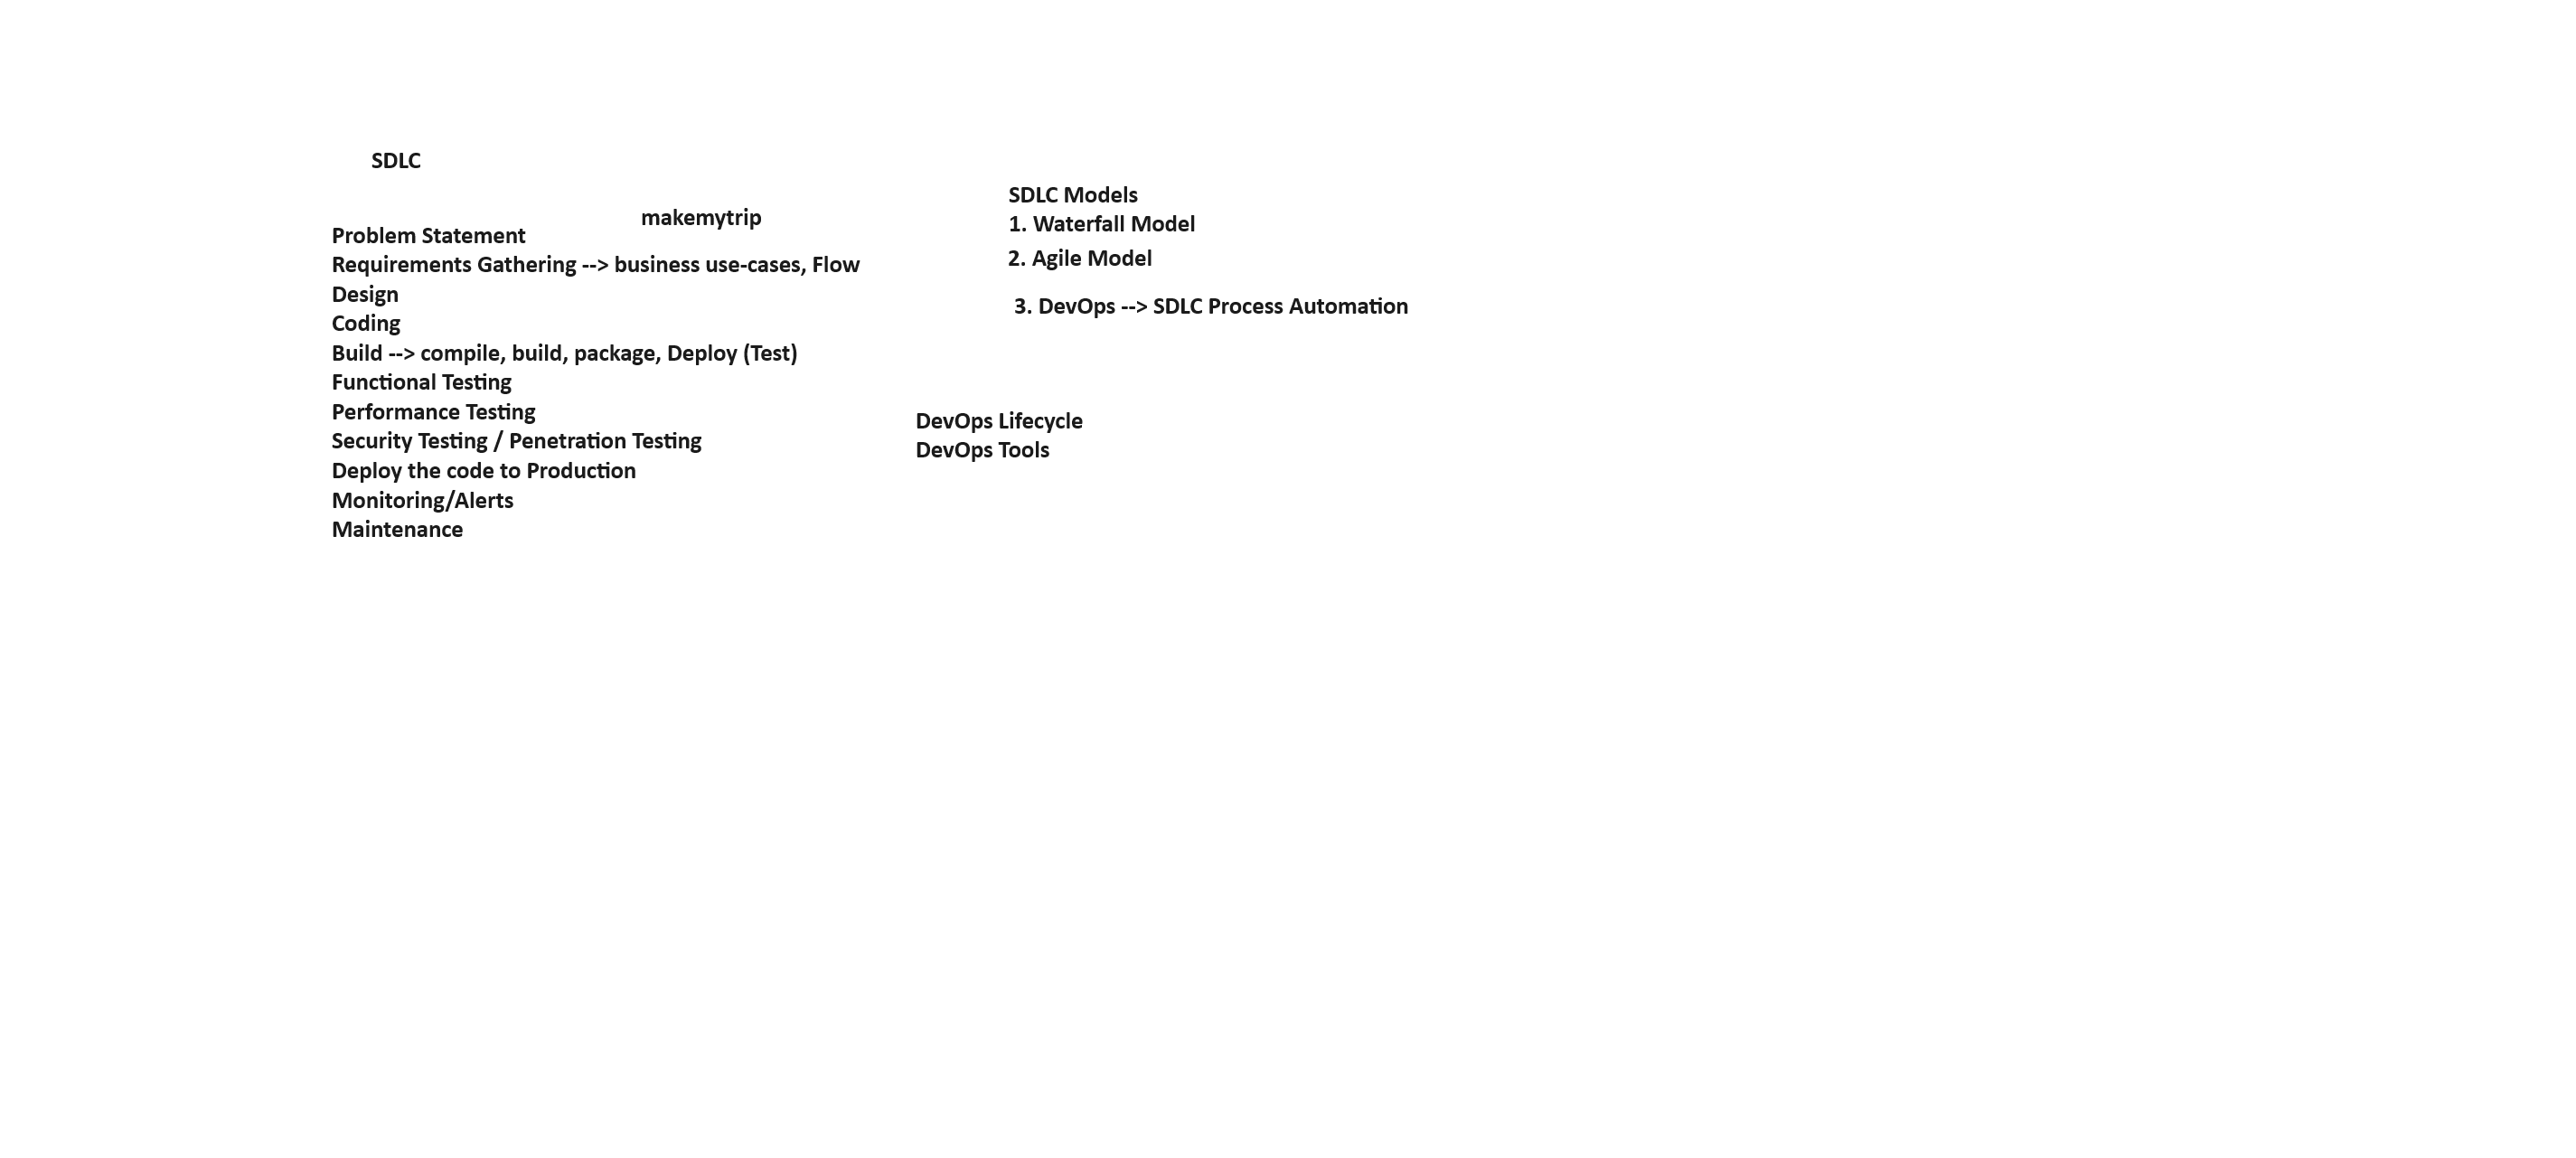 SDLC
makemytrip
Problem Statement
Requirements Gathering --> business use-cases, Flow
Design
Coding
Build --> compile, build, package, Deploy (Test)
Functional Testing
Performance Testing
Security Testing / Penetration Testing
Deploy the code to Production
Monitoring/Alerts
Maintenance
SDLC Models
1. Waterfall Model
2. Agile Model
3. DevOps --> SDLC Process Automation
DevOps Lifecycle
DevOps Tools